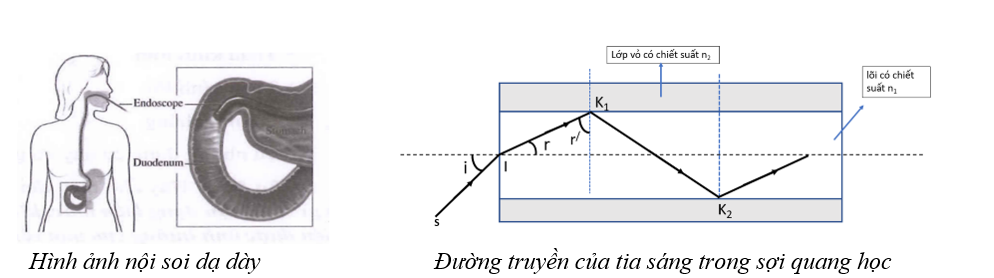 Endoscope
Stomach
Duodenum
Hình ảnh nội soi dạ dày
Lớp vỏ có chiết suất n₂
lõi có chiết
suất n₁
K₁
i
r
r/
I
S
K₂
Đường truyền của tia sáng trong sợi quang học